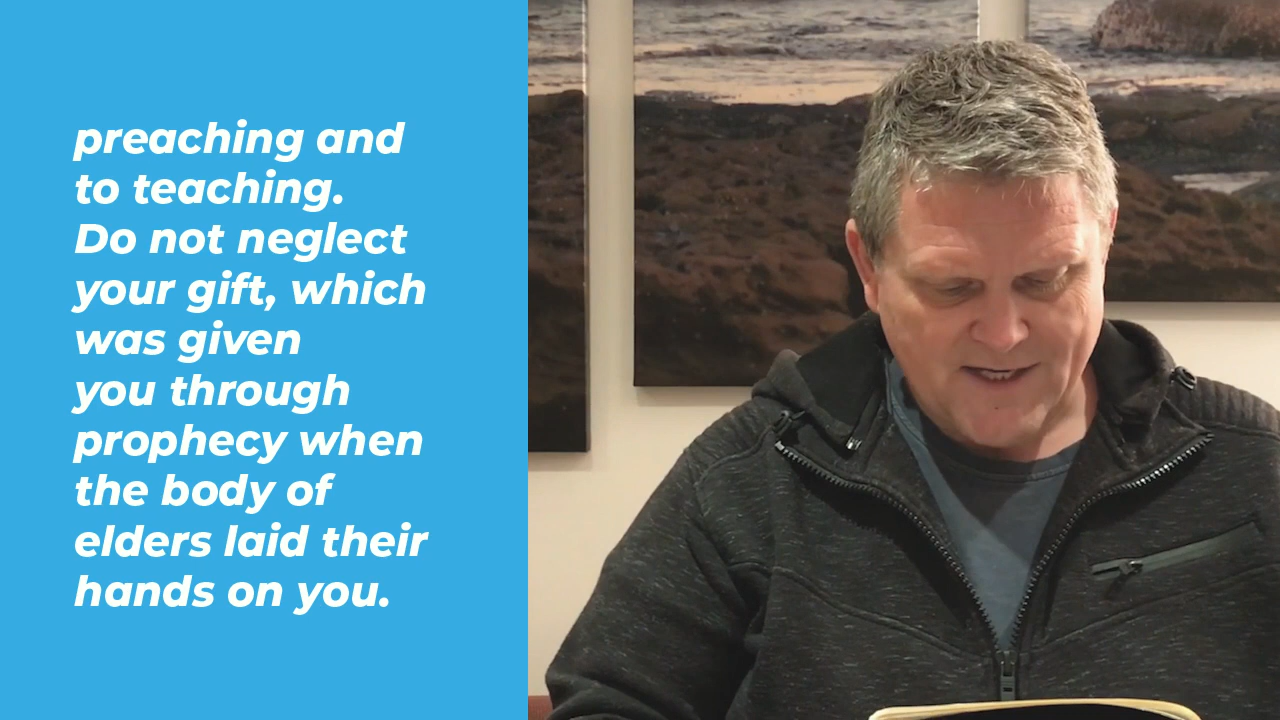 preaching and
to teaching.
Do not neglect
your gift, which
was given
you through
prophecy when
the body of
elders laid their
hands on you.